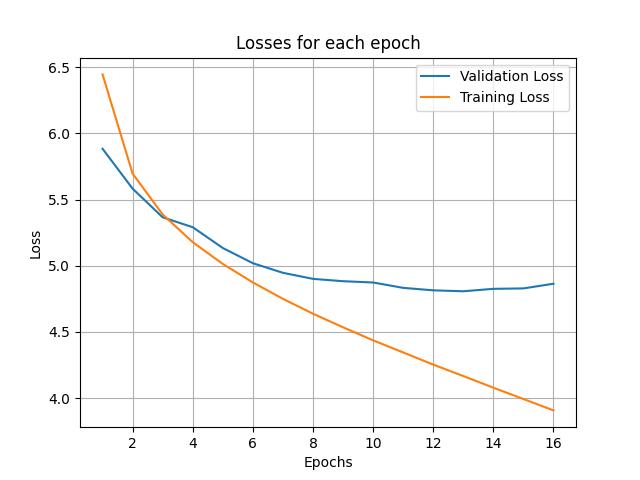 Losses for each epoch
Validation Loss
Training Loss
6.5
6.0
5.5
5.0
4.5
4.0
Loss
2 4 6 8 10 12 14 16
Epochs